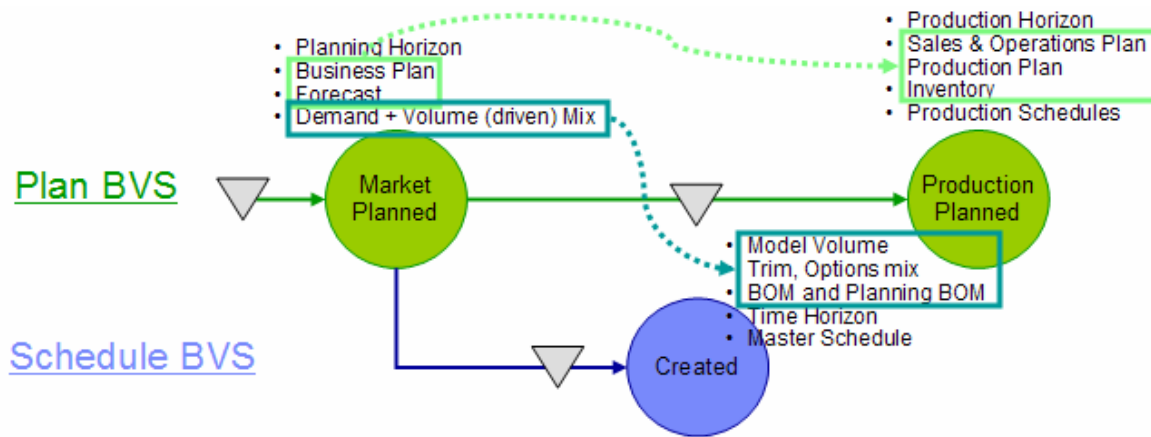 • Planning Horizon
• Business Plan
• Forecast
• Demand + Volume (driven) Mix
• Production Horizon
• Sales & Operations Plan
Production Plan
• Inventory
• Production Schedules
Plan BVS
Market
Planned
Production
Planned
• Model Volume
Trim, Options mix
• BOM and Planning BOM
• Time Horizon
• Master Schedule
Schedule BVS
Created